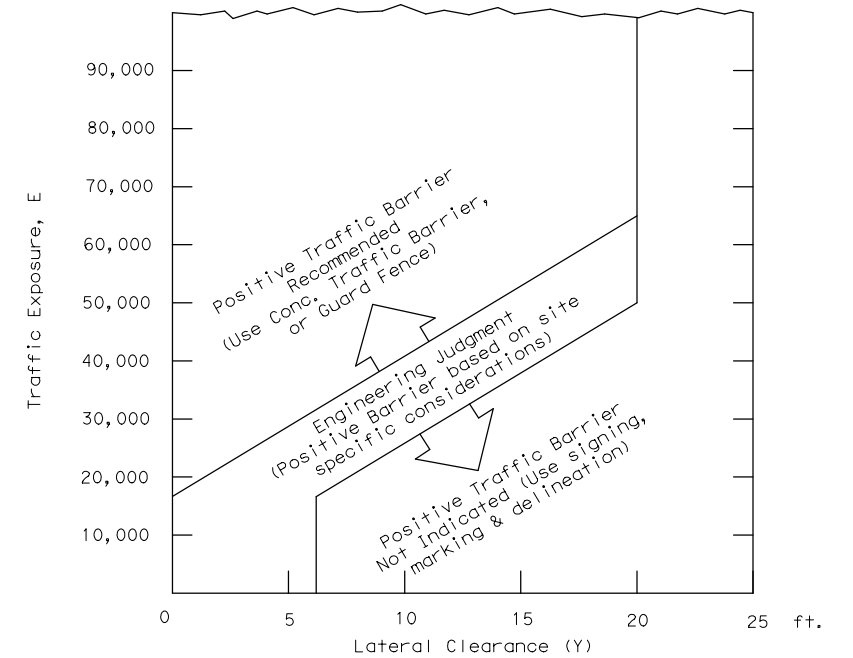 90,000
80,000
70,000
60,000
50,000
40,000
30,000
20,000
10,000
Traffic Exposure, E
Positive Traffic Barrier
Recommended
(Use Conc. Traffic Barrier,
or Guard Fence)
Engineering Judgment
(Positive Barrier based on site
specific considerations)
Positive Traffic Barrier
Not Indicated (Use signing,
marking & delineation)
0 5 10 15 20 25 ft.
Lateral Clearance (Y)